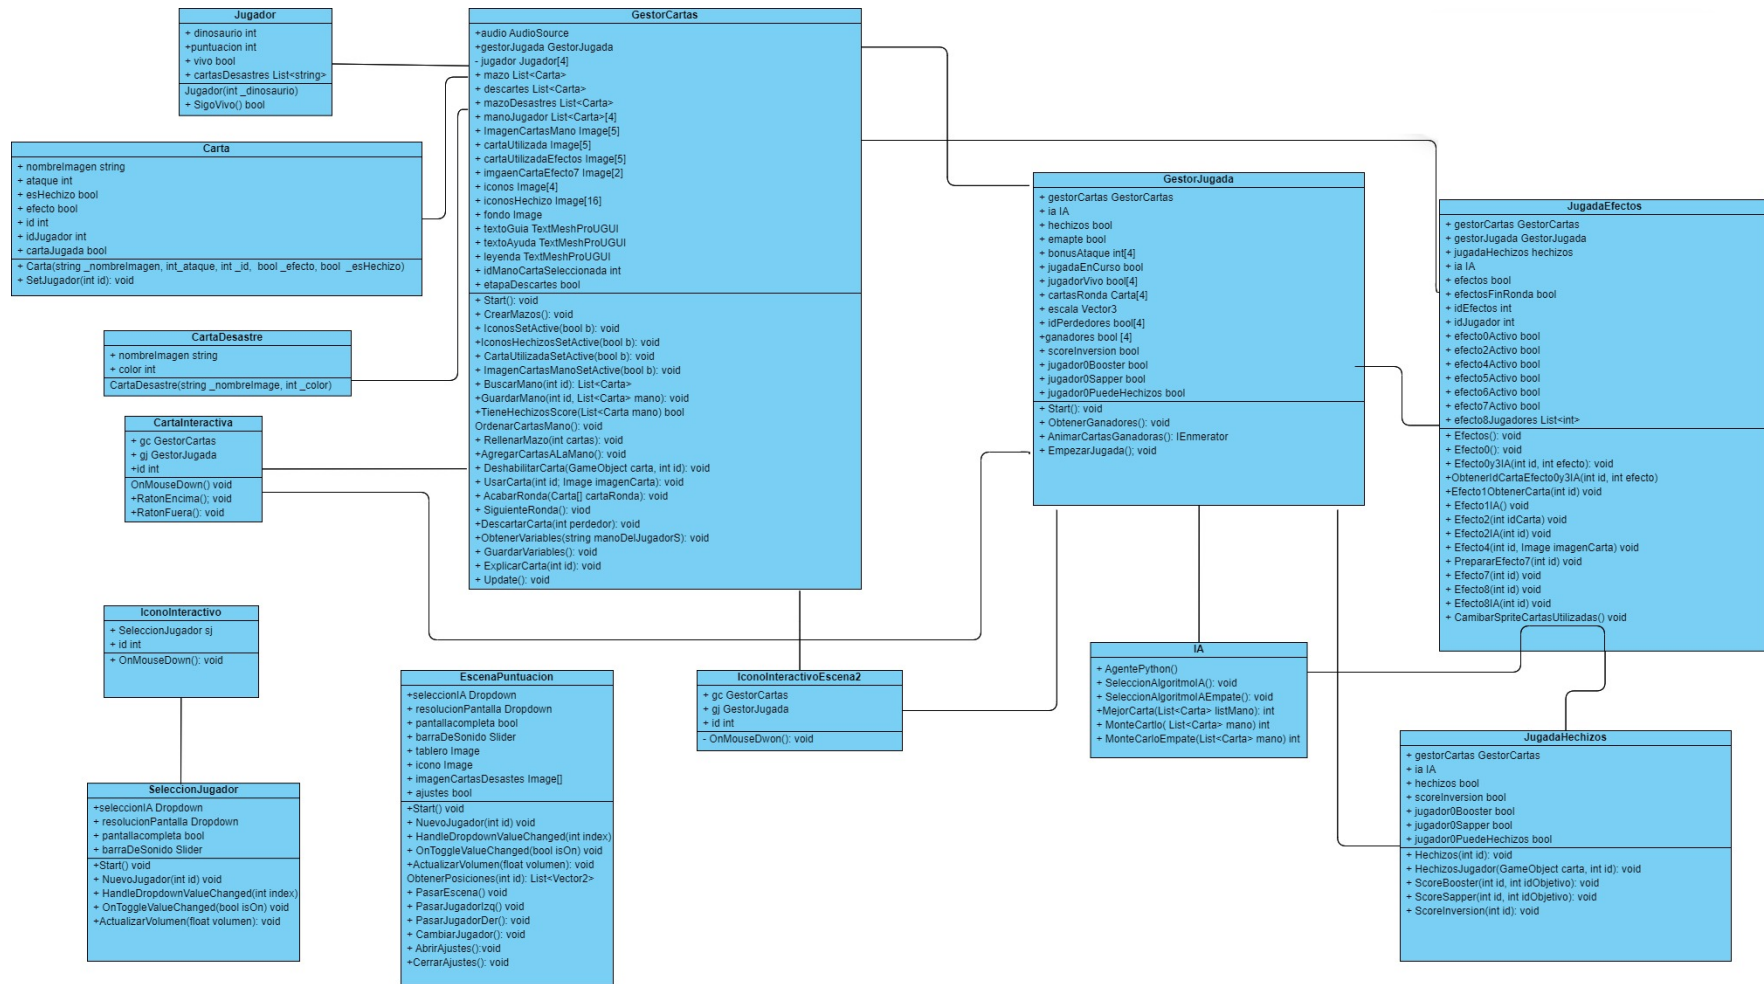 Jugador
+ dinosaurio int
+puntuacion int
+ vivo bool
+ cartasDesastres List<string>
Jugador(int _dinosaurio)
+ SigoVivo() bool
Carta
+ nombreImagen string
+ ataque int
+ esHechizo bool
+ efecto bool
+ id int
+ idJugador int
+ cartaJugada bool
+ Carta(string _nombreImagen, int_ataque, int _id,  bool _efecto, bool  _esHechizo)
+ SetJugador(int id): void
CartaDesastre
+ nombreImagen string
+ color int
CartaDesastre(string _nombreImage, int _color)
CartaInteractiva
+ gc GestorCartas
+ gj GestorJugada
+id int
OnMouseDown() void
+RatonEncima(); void
+RatonFuera(): void
IconoInteractivo
+ SeleccionJugador sj
+ id int
+ OnMouseDown(): void
SeleccionJugador
+seleccionIA Dropdown
+ resolucionPantalla Dropdown
+ pantallacompleta bool
+ barraDeSonido Slider
+Start() void
+ NuevoJugador(int id) void
+ HandleDropdownValueChanged(int index)
+ OnToggleValueChanged(bool isOn) void
+ActualizarVolumen(float volumen): void
GestorCartas
+audio AudioSource
+gestorJugada GestorJugada
- jugador Jugador[4]
+ mazo List<Carta>
+ descartes List<Carta>
+ mazoDesastres List<Carta>
+ manoJugador List<Carta>[4]
+ ImagenCartasMano Image[5]
+ cartaUtilizada Image[5]
+ cartaUtilizadaEfectos Image[5]
+ imgaenCartaEfecto7 Image[2]
+ iconos Image[4]
+ iconosHechizo Image[16]
+ fondo Image
+ textoGuia TextMeshProUGUI
+ textoAyuda TextMeshProUGUI
+ leyenda TextMeshProUGUI
+ idManoCartaSeleccionada int
+ etapaDescartes bool
+ Start(): void
+ CrearMazos(): void
+ IconosSetActive(bool b): void
+IconosHechizosSetActive(bool b): void
+ CartaUtilizadaSetActive(bool b): void
+ ImagenCartasManoSetActive(bool b): void
+ BuscarMano(int id): List<Carta>
+GuardarMano(int id, List<Carta> mano): void
+TieneHechizosScore(List<Carta mano) bool
OrdenarCartasMano(): void
+ RellenarMazo(int cartas): void
+AgregarCartasALaMano(): void
+ DeshabilitarCarta(GameObject carta, int id): void
+ UsarCarta(int id; Image imagenCarta): void
+ AcabarRonda(Carta[] cartaRonda): void
+ SiguienteRonda(): viod
+DescartarCarta(int perdedor): void
+ObtenerVariables(string manoDelJugadorS): void
+ GuardarVariables(): void
+ ExplicarCarta(int id): void
+ Update(): void
EscenaPuntuacion
+seleccionIA Dropdown
+ resolucionPantalla Dropdown
+ pantallacompleta bool
+ barraDeSonido Slider
+ tablero Image
+ icono Image
+ imagenCartasDesastes Image[]
+ ajustes bool
+Start() void
+ NuevoJugador(int id) void
+ HandleDropdownValueChanged(int index)
+ OnToggleValueChanged(bool isOn) void
+ActualizarVolumen(float volumen): void
ObtenerPosiciones(int id): List<Vector2>
+ PasarEscena() void
+ PasarJugadorIzq() void
+ PasarJugadorDer(): void
+ CambiarJugador(): void
+ AbrirAjustes():void
+CerrarAjustes(): void
IconoInteractivoEscena2
+ gc GestorCartas
+ gj GestorJugada
+ id int
- OnMouseDwon(): void
GestorJugada
+ gestorCartas GestorCartas
+ ia IA
+ hechizos bool
+ emapte bool
+ bonusAtaque int[4]
+ jugadaEnCurso bool
+ jugadorVivo bool[4]
+ cartasRonda Carta[4]
+ escala Vector3
+ idPerdedores bool[4]
+ganadores bool [4]
+ scoreInversion bool
+ jugador0Booster bool
+ jugador0Sapper bool
+ jugador0PuedeHechizos bool
+ Start(): void
+ ObtenerGanadores(): void
+ AnimarCartasGanadoras(): IEnmerator
+ EmpezarJugada(); void
IA
+ AgentePython()
+ SeleccionAlgoritmoIA(): void
+ SeleccionAlgoritmoIAEmpate(): void
+MejorCarta(List<Carta> listMano): int
+ MonteCartlo( List<Carta> mano) int
+ MonteCarloEmpate(List<Carta> mano) int
JugadaEfectos
+ gestorCartas GestorCartas
+ gestorJugada GestorJugada
+ jugadaHechizos hechizos
+ ia IA
+ efectos bool
+ efectosFinRonda bool
+ idEfectos int
+ idJugador int
+ efecto0Activo bool
+ efecto2Activo bool
+ efecto4Activo bool
+ efecto5Activo bool
+ efecto6Activo bool
+ efecto7Activo bool
+ efecto8Jugadores List<int>
+ Efectos(): void
+ Efecto0(): void
+ Efecto0y3IA(int id, int efecto): void
+ObtenerIdCartaEfecto0y3IA(int id, int efecto)
+Efecto1ObtenerCarta(int id) void
+ Efecto1IA() void
+ Efecto2(int idCarta) void
+ Efecto2IA(int id) void
+ Efecto4(int id, Image imagenCarta) void
+ PrepararEfecto7(int id) void
+ Efecto7(int id) void
+ Efecto8(int id) void
+ Efecto8IA(int id) void
+ CamibarSpriteCartasUtilizadas() void
JugadaHechizos
+ gestorCartas GestorCartas
+ ia IA
+ hechizos bool
+ scoreInversion bool
+ jugador0Booster bool
+ jugador0Sapper bool
+ jugador0PuedeHechizos bool
+ Hechizos(int id): void
+ HechizosJugador(GameObject carta, int id): void
+ ScoreBooster(int id, int idObjetivo): void
+ ScoreSapper(int id, int idObjetivo): void
+ ScoreInversion(int id): void